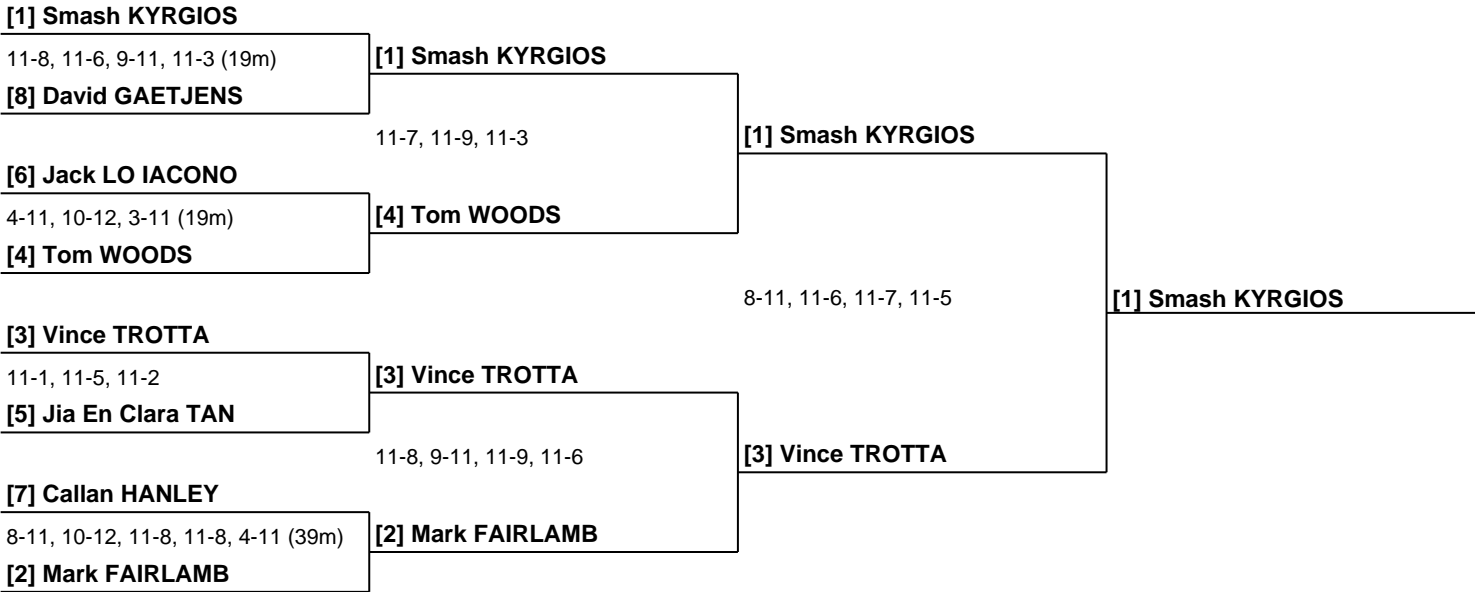 [1] Smash KYRGIOS
11-8, 11-6, 9-11, 11-3 (19m)
[8] David GAETJENS
[6] Jack LO IACONO
4-11, 10-12, 3-11 (19m)
[4] Tom WOODS
[3] Vince TROTTA
11-1, 11-5, 11-2
[5] Jia En Clara TAN
[7] Callan HANLEY
8-11, 10-12, 11-8, 11-8, 4-11 (39m)
[2] Mark FAIRLAMB
[1] Smash KYRGIOS
11-7, 11-9, 11-3
[4] Tom WOODS
[3] Vince TROTTA
11-8, 9-11, 11-9, 11-6
[2] Mark FAIRLAMB
[1] Smash KYRGIOS
8-11, 11-6, 11-7, 11-5
[3] Vince TROTTA
[1] Smash KYRGIOS